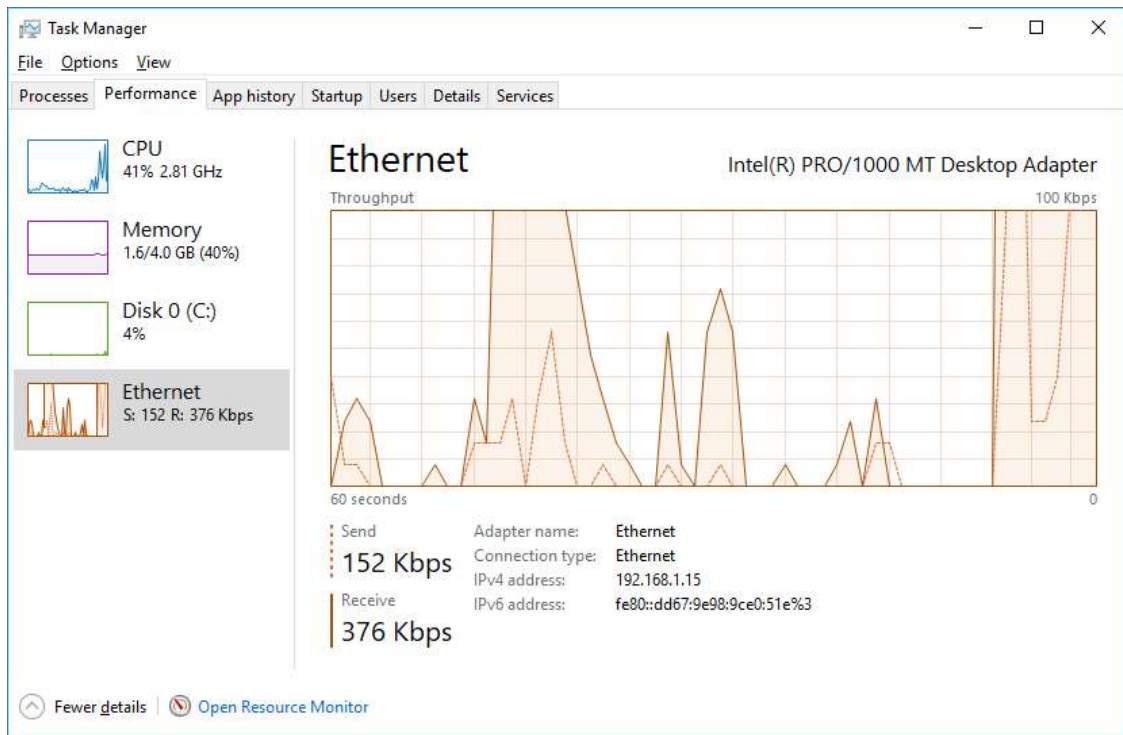 Task Manager
File Options View
Processes Performance App history Startup Users Details Services
CPU
41% 2.81 GHz
Memory
1.6/4.0 GB (40%)
Disk 0 (C:)
4%
Ethernet
S: 152 R: 376 Kbps
Ethernet Intel(R) PRO/1000 MT Desktop Adapter
Throughput 100 Kbps
60 seconds 0
Send
152 Kbps
Receive
376 Kbps
Adapter name: Ethernet
Connection type: Ethernet
IPv4 address: 192.168.1.15
IPv6 address: fe80::dd67:9e98:9ce0:51e%3
Fewer details Open Resource Monitor